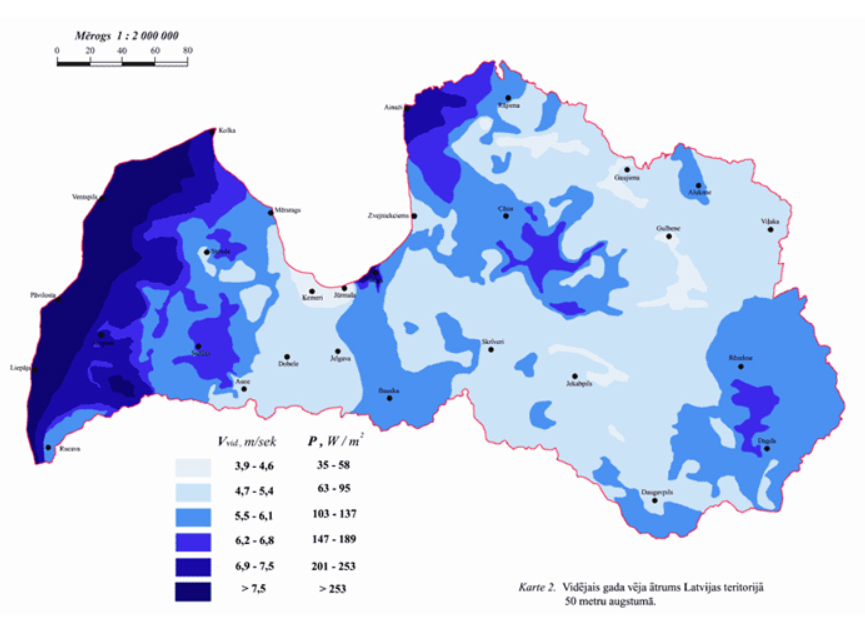 Mērogs 1 : 2 000 000
0 20 40 60 80
Kolka
Ainaži
Rūjiena
Ventspils
Mērsrags
Zvejniekciems
Cēsis
Gaujiena
Alūksne
Viļaka
Gulbene
Stende
Pāvilosta
Ķemeri
Jūrmala
Liepāja
Saldus
Dobele
Jelgava
Skrīveri
Rēzekne
Auce
Bauska
Jēkabpils
Rucava
Dagda
Daugavpils
Vvid., m/sek P , W / m²
3,9 - 4,6 35 - 58
4,7 - 5,4 63 - 95
5,5 - 6,1 103 - 137
6,2 - 6,8 147 - 189
6,9 - 7,5 201 - 253
> 7,5 > 253
Karte 2. Vidējais gada vēja ātrums Latvijas teritorijā
50 metru augstumā.